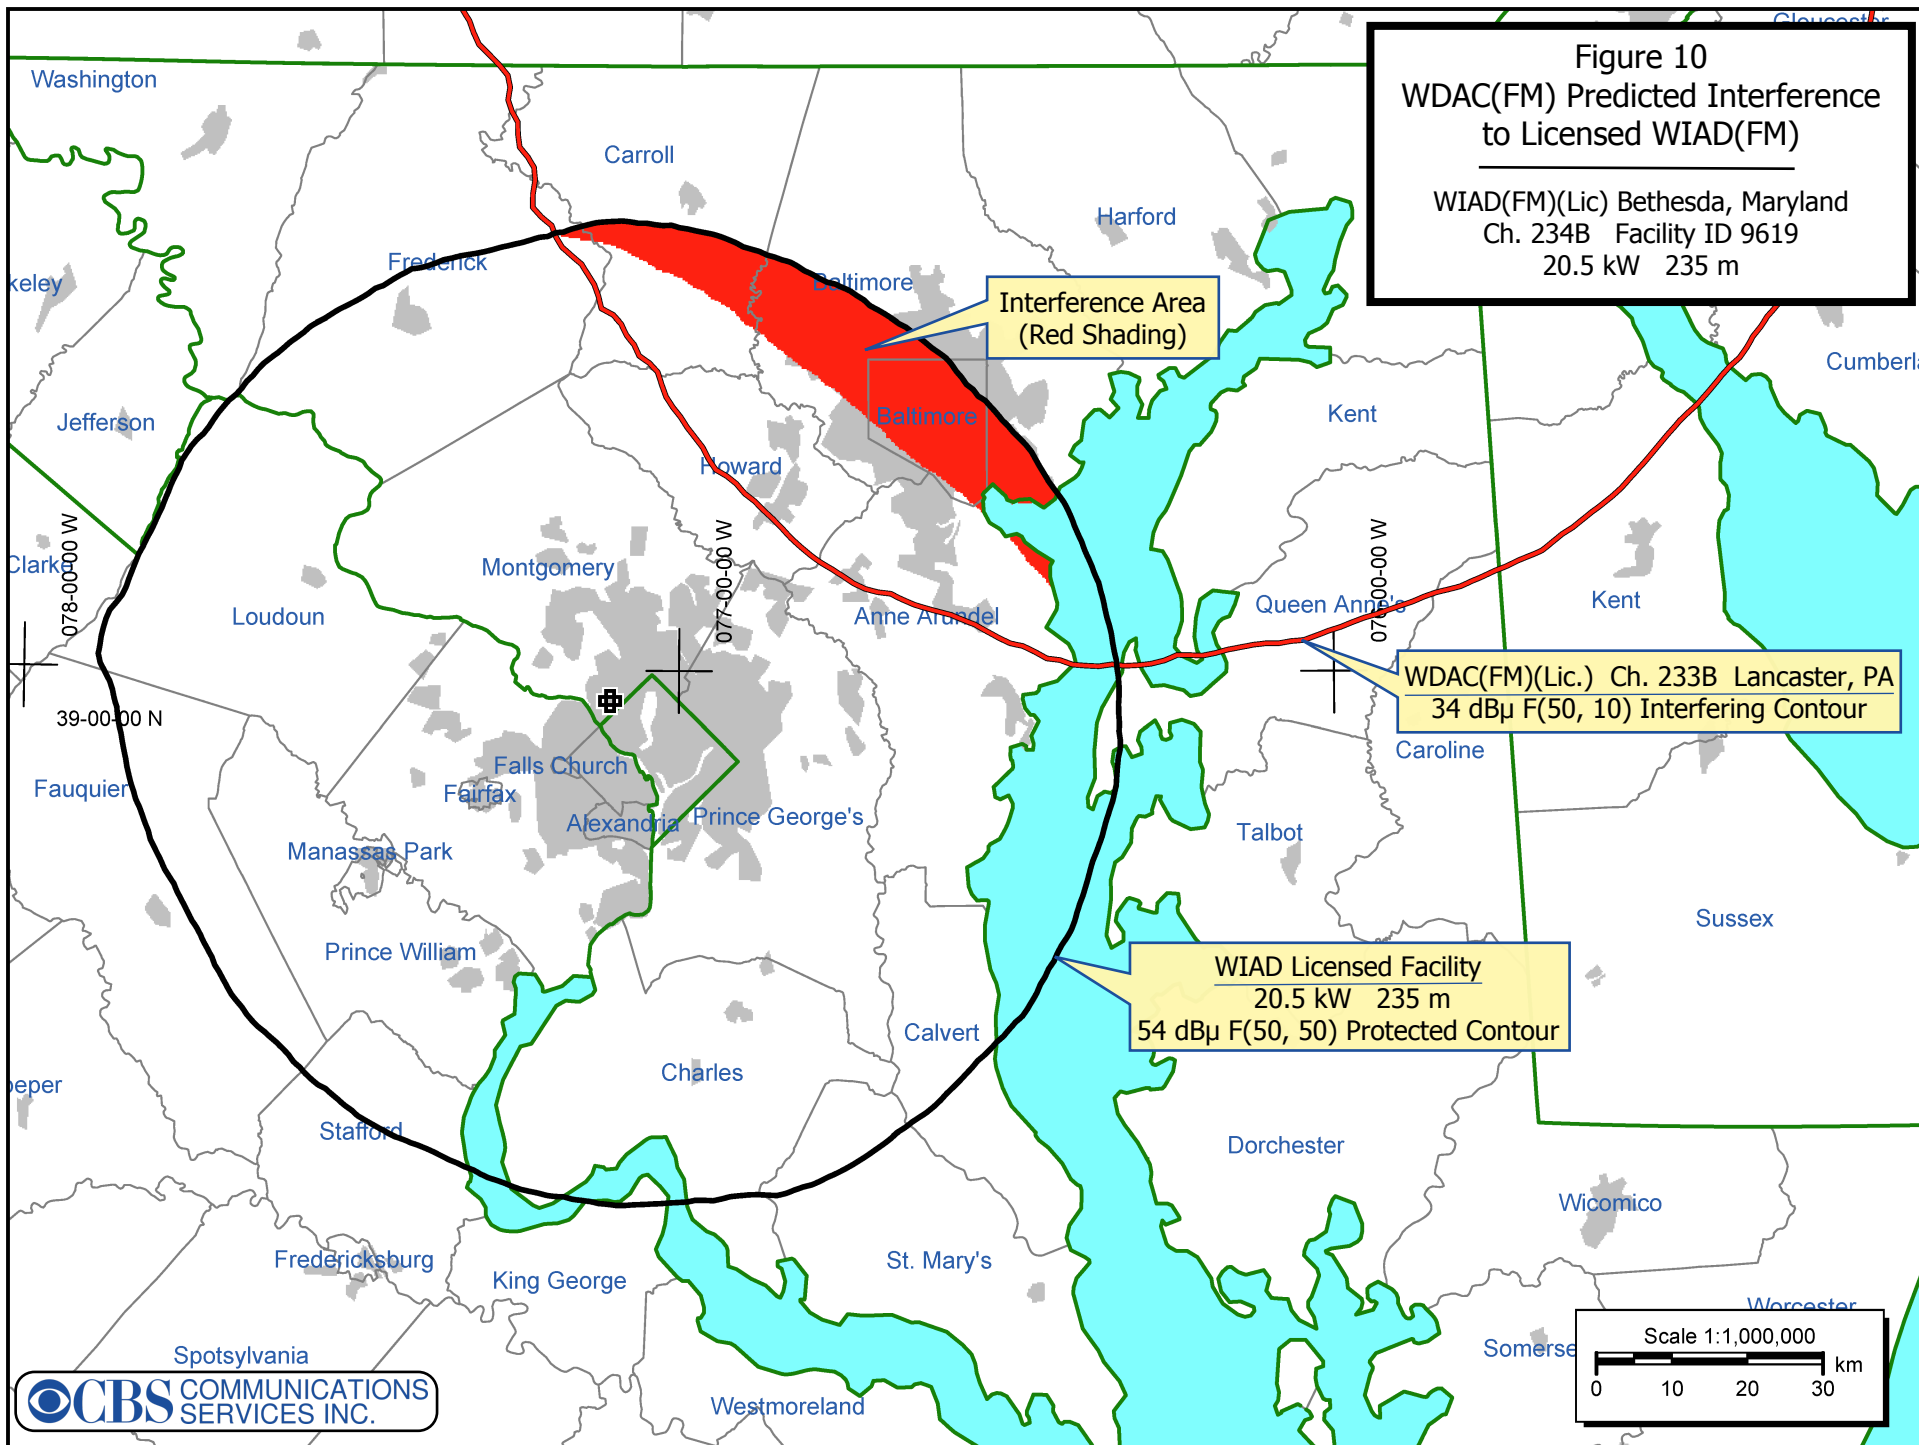 Gloucester
Figure 10
WDAC(FM) Predicted Interference
to Licensed WIAD(FM)
WIAD(FM)(Lic) Bethesda, Maryland
Ch. 234B Facility ID 9619
20.5 kW 235 m
Washington
Carroll
Harford
Frederick
keley
Baltimore
Interference Area
(Red Shading)
Cumberla
Jefferson
Baltimore
Kent
Howard
078-00-00 W
077-00-00 W
Clarke
Montgomery
Loudoun
Anne Arundel
Queen Anne's
Kent
WDAC(FM)(Lic.) Ch. 233B Lancaster, PA
34 dBµ F(50, 10) Interfering Contour
39-00-00 N
Caroline
Falls Church
Fauquier
Fairfax
Alexandria
Prince George's
Talbot
Manassas Park
Sussex
Prince William
WIAD Licensed Facility
20.5 kW 235 m
54 dBµ F(50, 50) Protected Contour
Calvert
Charles
peper
Stafford
Dorchester
Wicomico
Fredericksburg
King George
St. Mary's
Worcester
Scale 1:1,000,000
km
0 10 20 30
Somerse
Spotsylvania
CBS COMMUNICATIONS
SERVICES INC.
Westmoreland